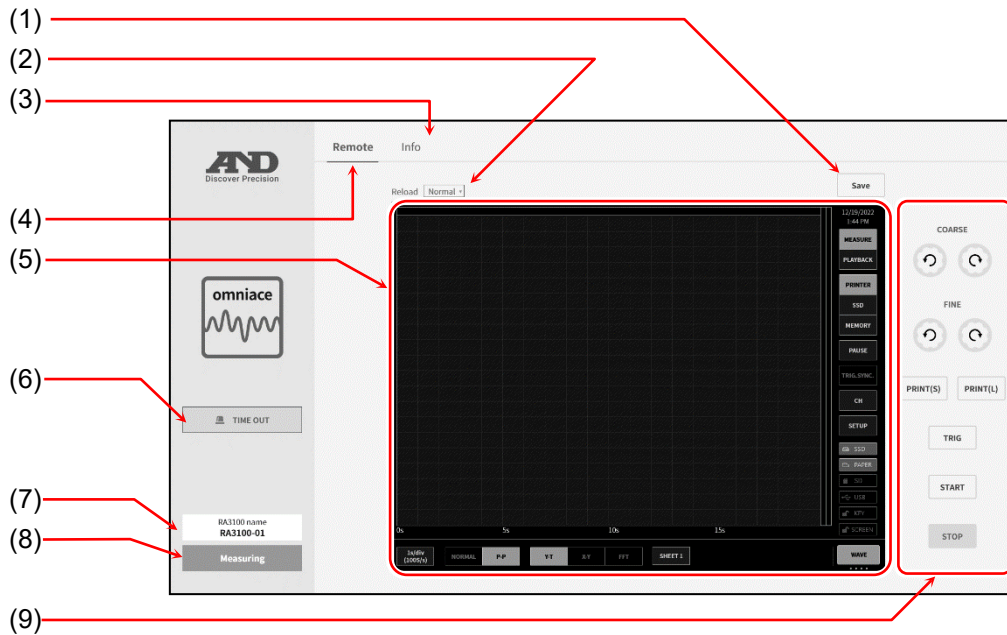 (1)
(2)
(3)
(4)
(5)
(6)
(7)
(8)
(9)
AND
Discover Precision
omniace
TIME OUT
RA3100 name
RA3100-01
Measuring
Remote Info
Reload Normal
Save
12/19/2022
1:44 PM
MEASURE
PLAYBACK
PRINTER
SSD
MEMORY
PAUSE
TRIG.SYNC.
CH
SETUP
SSD
PAPER
SD
USB
KEY
SCREEN
0s 5s 10s 15s
1s/div
(100S/s)
NORMAL P-P Y-T X-Y FFT SHEET 1
WAVE
COARSE
FINE
PRINT(S) PRINT(L)
TRIG
START
STOP